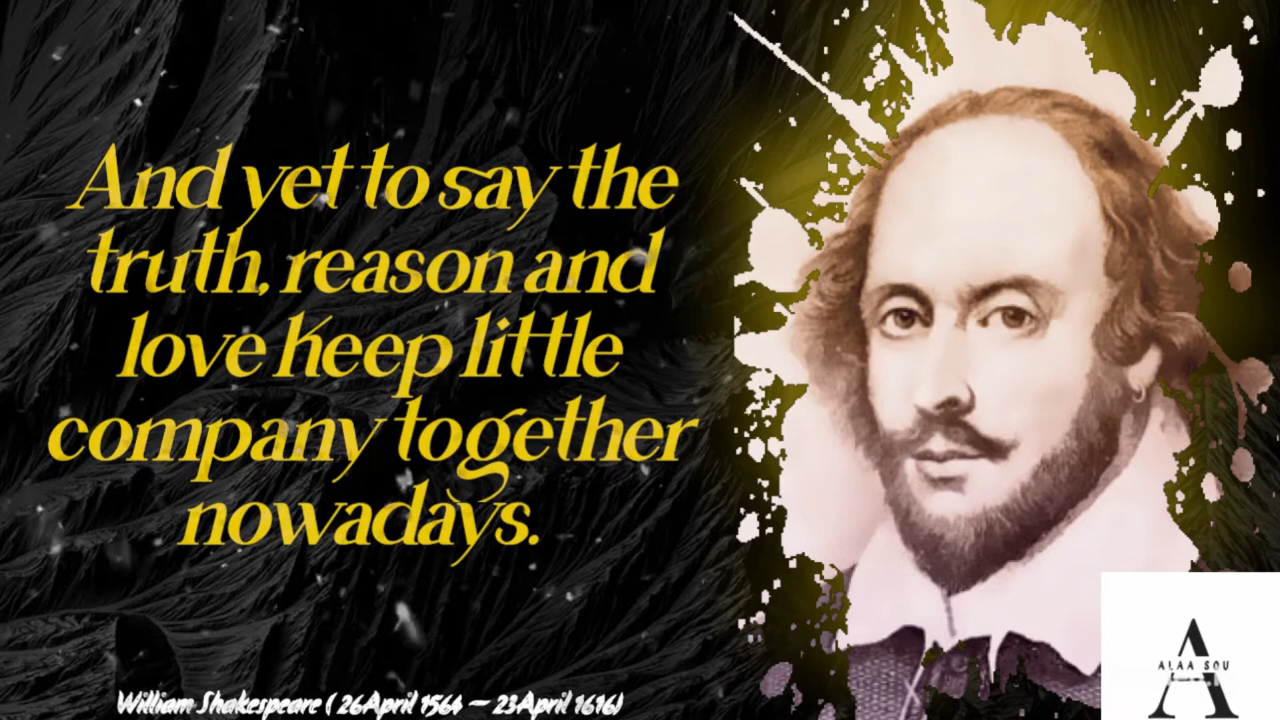 And yet to say the
truth, reason and
love keep little
company together
nowadays.
William Shakespeare ( 26April 1564 – 23April 1616)
ALAA SOU
A